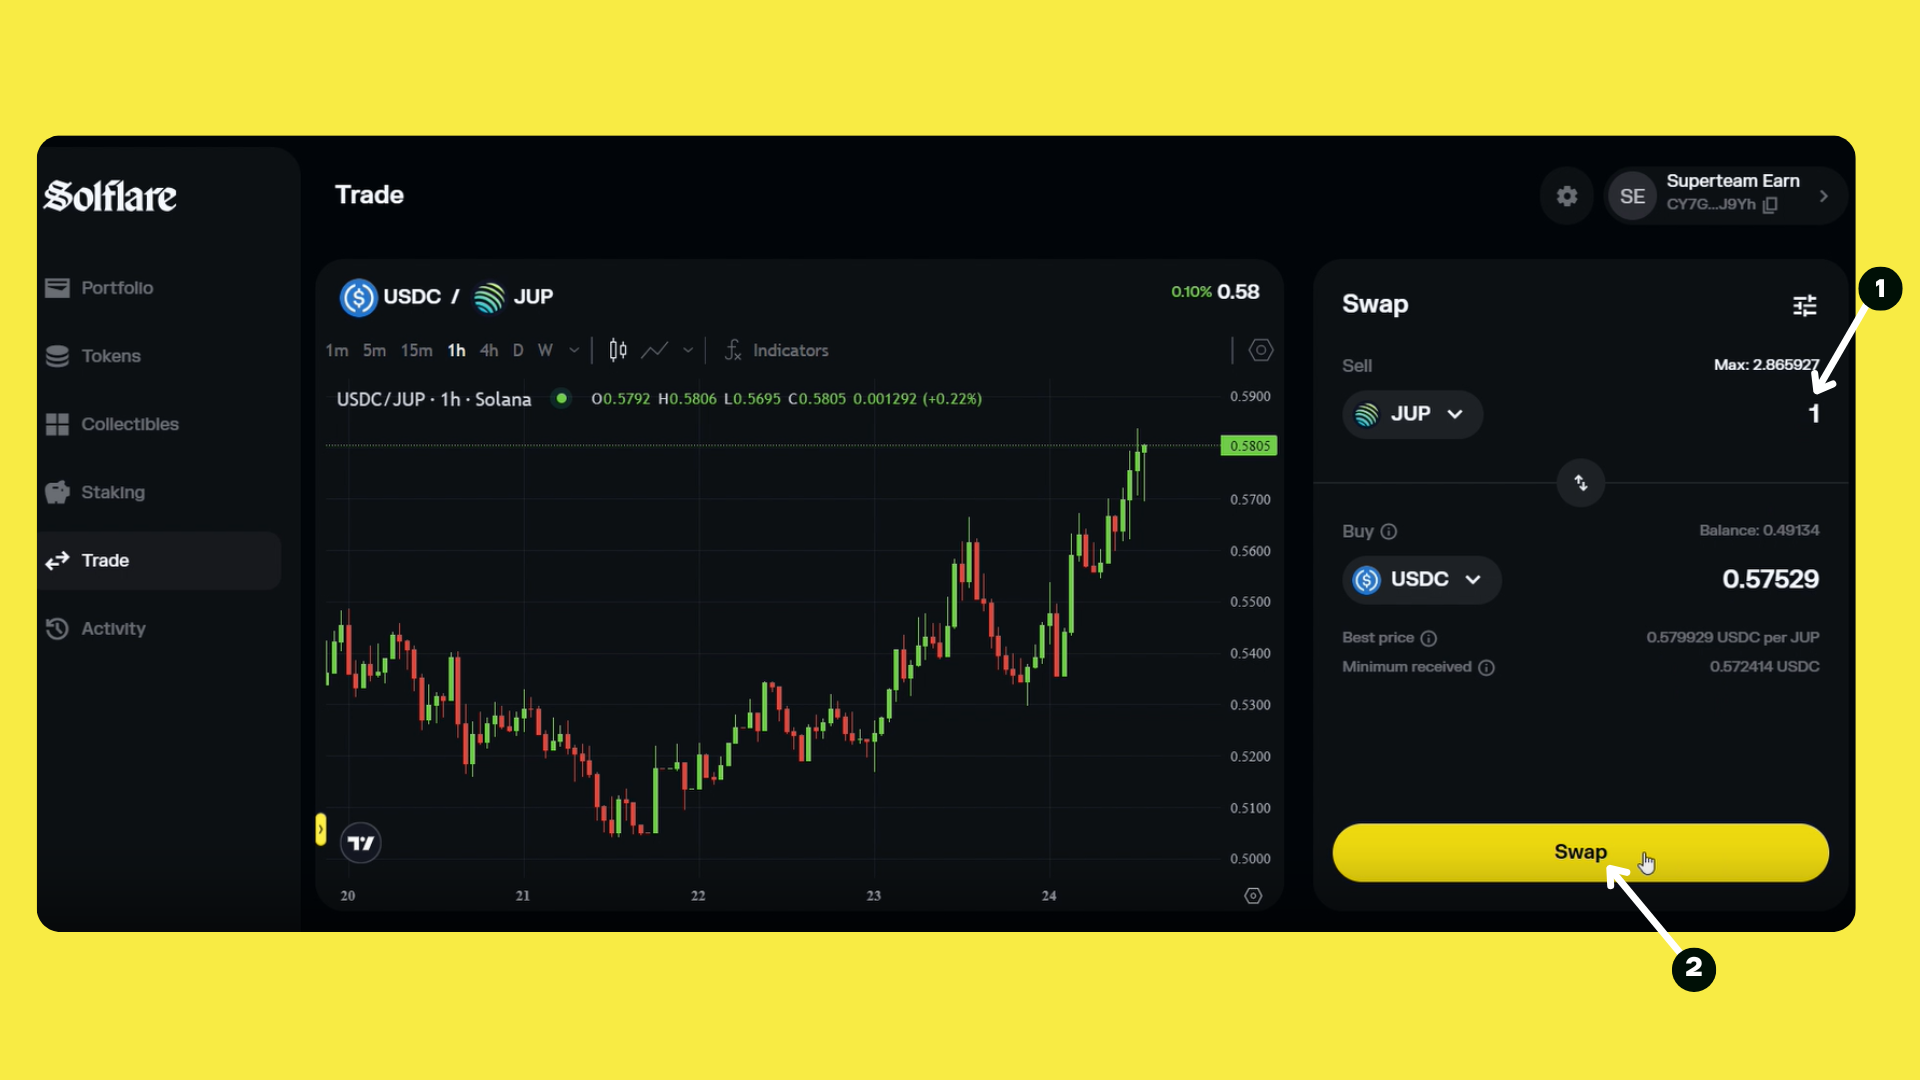 Solflare
Portfolio
Tokens
Collectibles
Staking
Trade
Activity
Trade
SE
Superteam Earn
CY7G...J9Yh
USDC / JUP
0.10% 0.58
1m 5m 15m 1h 4h D W
Indicators
USDC/JUP · 1h · Solana O0.5792 H0.5806 L0.5695 C0.5805 0.001292 (+0.22%)
0.5900
0.5805
0.5700
0.5600
0.5500
0.5400
0.5300
0.5200
0.5100
0.5000
20 21 22 23 24
Swap
1
Sell
Max: 2.865927
JUP
1
Buy
Balance: 0.49134
USDC
0.57529
Best price
0.579929 USDC per JUP
Minimum received
0.572414 USDC
Swap
2